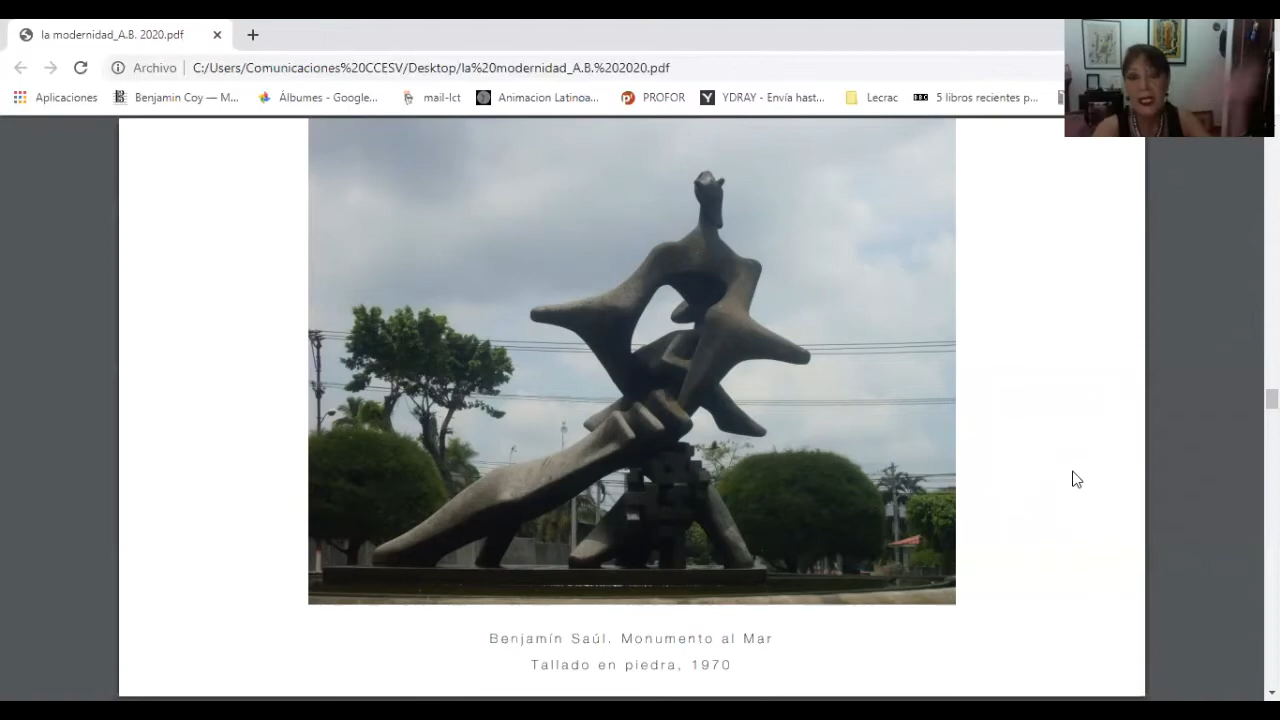 la modernidad_A.B. 2020.pdf
Archivo
C:/Users/Comunicaciones%20CCESV/Desktop/la%20modernidad_A.B.%202020.pdf
Aplicaciones
Benjamin Coy — M...
Álbumes - Google...
mail-lct
Animacion Latinoa...
PROFOR
YDRAY - Envía hast...
Lecrac
BBC
5 libros recientes p...
Benjamín Saúl. Monumento al Mar
Tallado en piedra, 1970